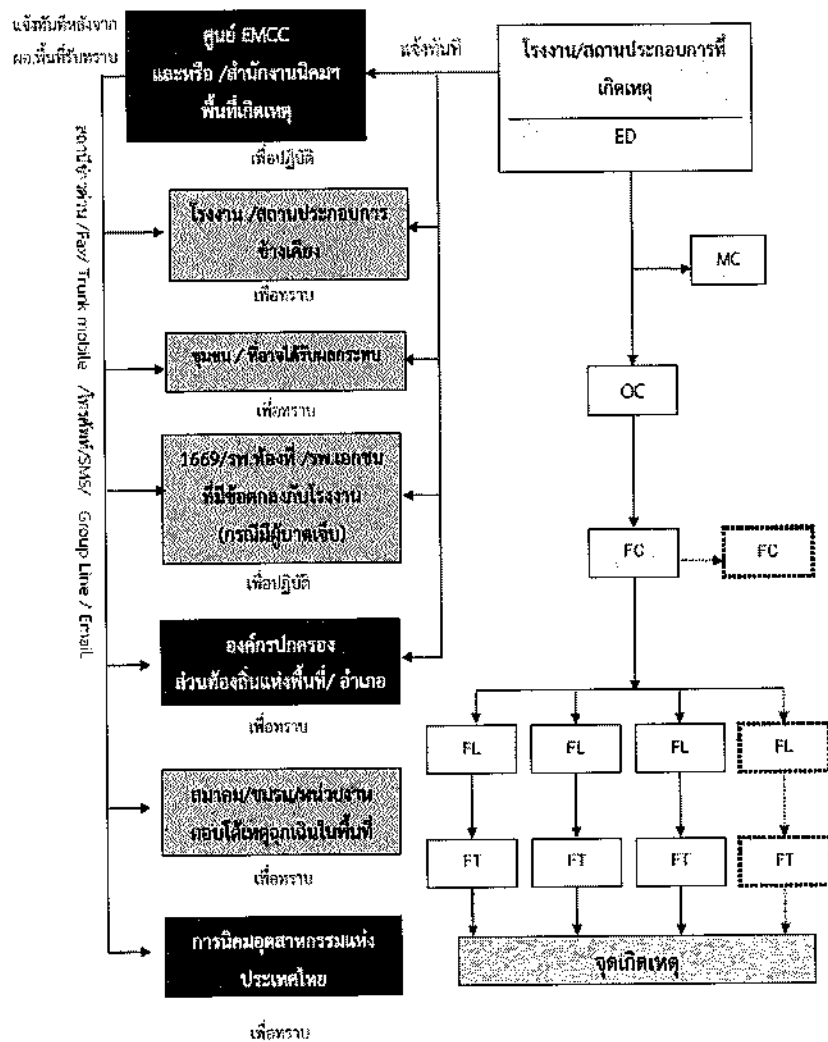 แจ้งทันทีหลังจาก
ผอ.พื้นที่รับทราบ
ศูนย์ EMCC
และหรือ /สำนักงานนิคมฯ
พื้นที่เกิดเหตุ
เพื่อปฏิบัติ
แจ้งทันที
โรงงาน/สถานประกอบการที่
เกิดเหตุ
ED
โรงงาน /สถานประกอบการ
ข้างเคียง
เพื่อทราบ
MC
ชุมชน / ที่อาจได้รับผลกระทบ
เพื่อทราบ
OC
1669/รพ.ท้องที่ /รพ.เอกชน
ที่มีข้อตกลงกับโรงงาน
(กรณีมีผู้บาดเจ็บ)
เพื่อปฏิบัติ
FC
FC
องค์กรปกครอง
ส่วนท้องถิ่นแห่งพื้นที่/ อำเภอ
เพื่อทราบ
FL
FL
FL
FL
สมาคม/ชมรม/หน่วยงาน
ตอบโต้เหตุฉุกเฉินในพื้นที่
เพื่อทราบ
FT
FT
FT
FT
การนิคมอุตสาหกรรมแห่ง
ประเทศไทย
เพื่อทราบ
จุดเกิดเหตุ
/Fax/ Trunk mobile /โทรศัพท์/SMS/ Group Line / Email